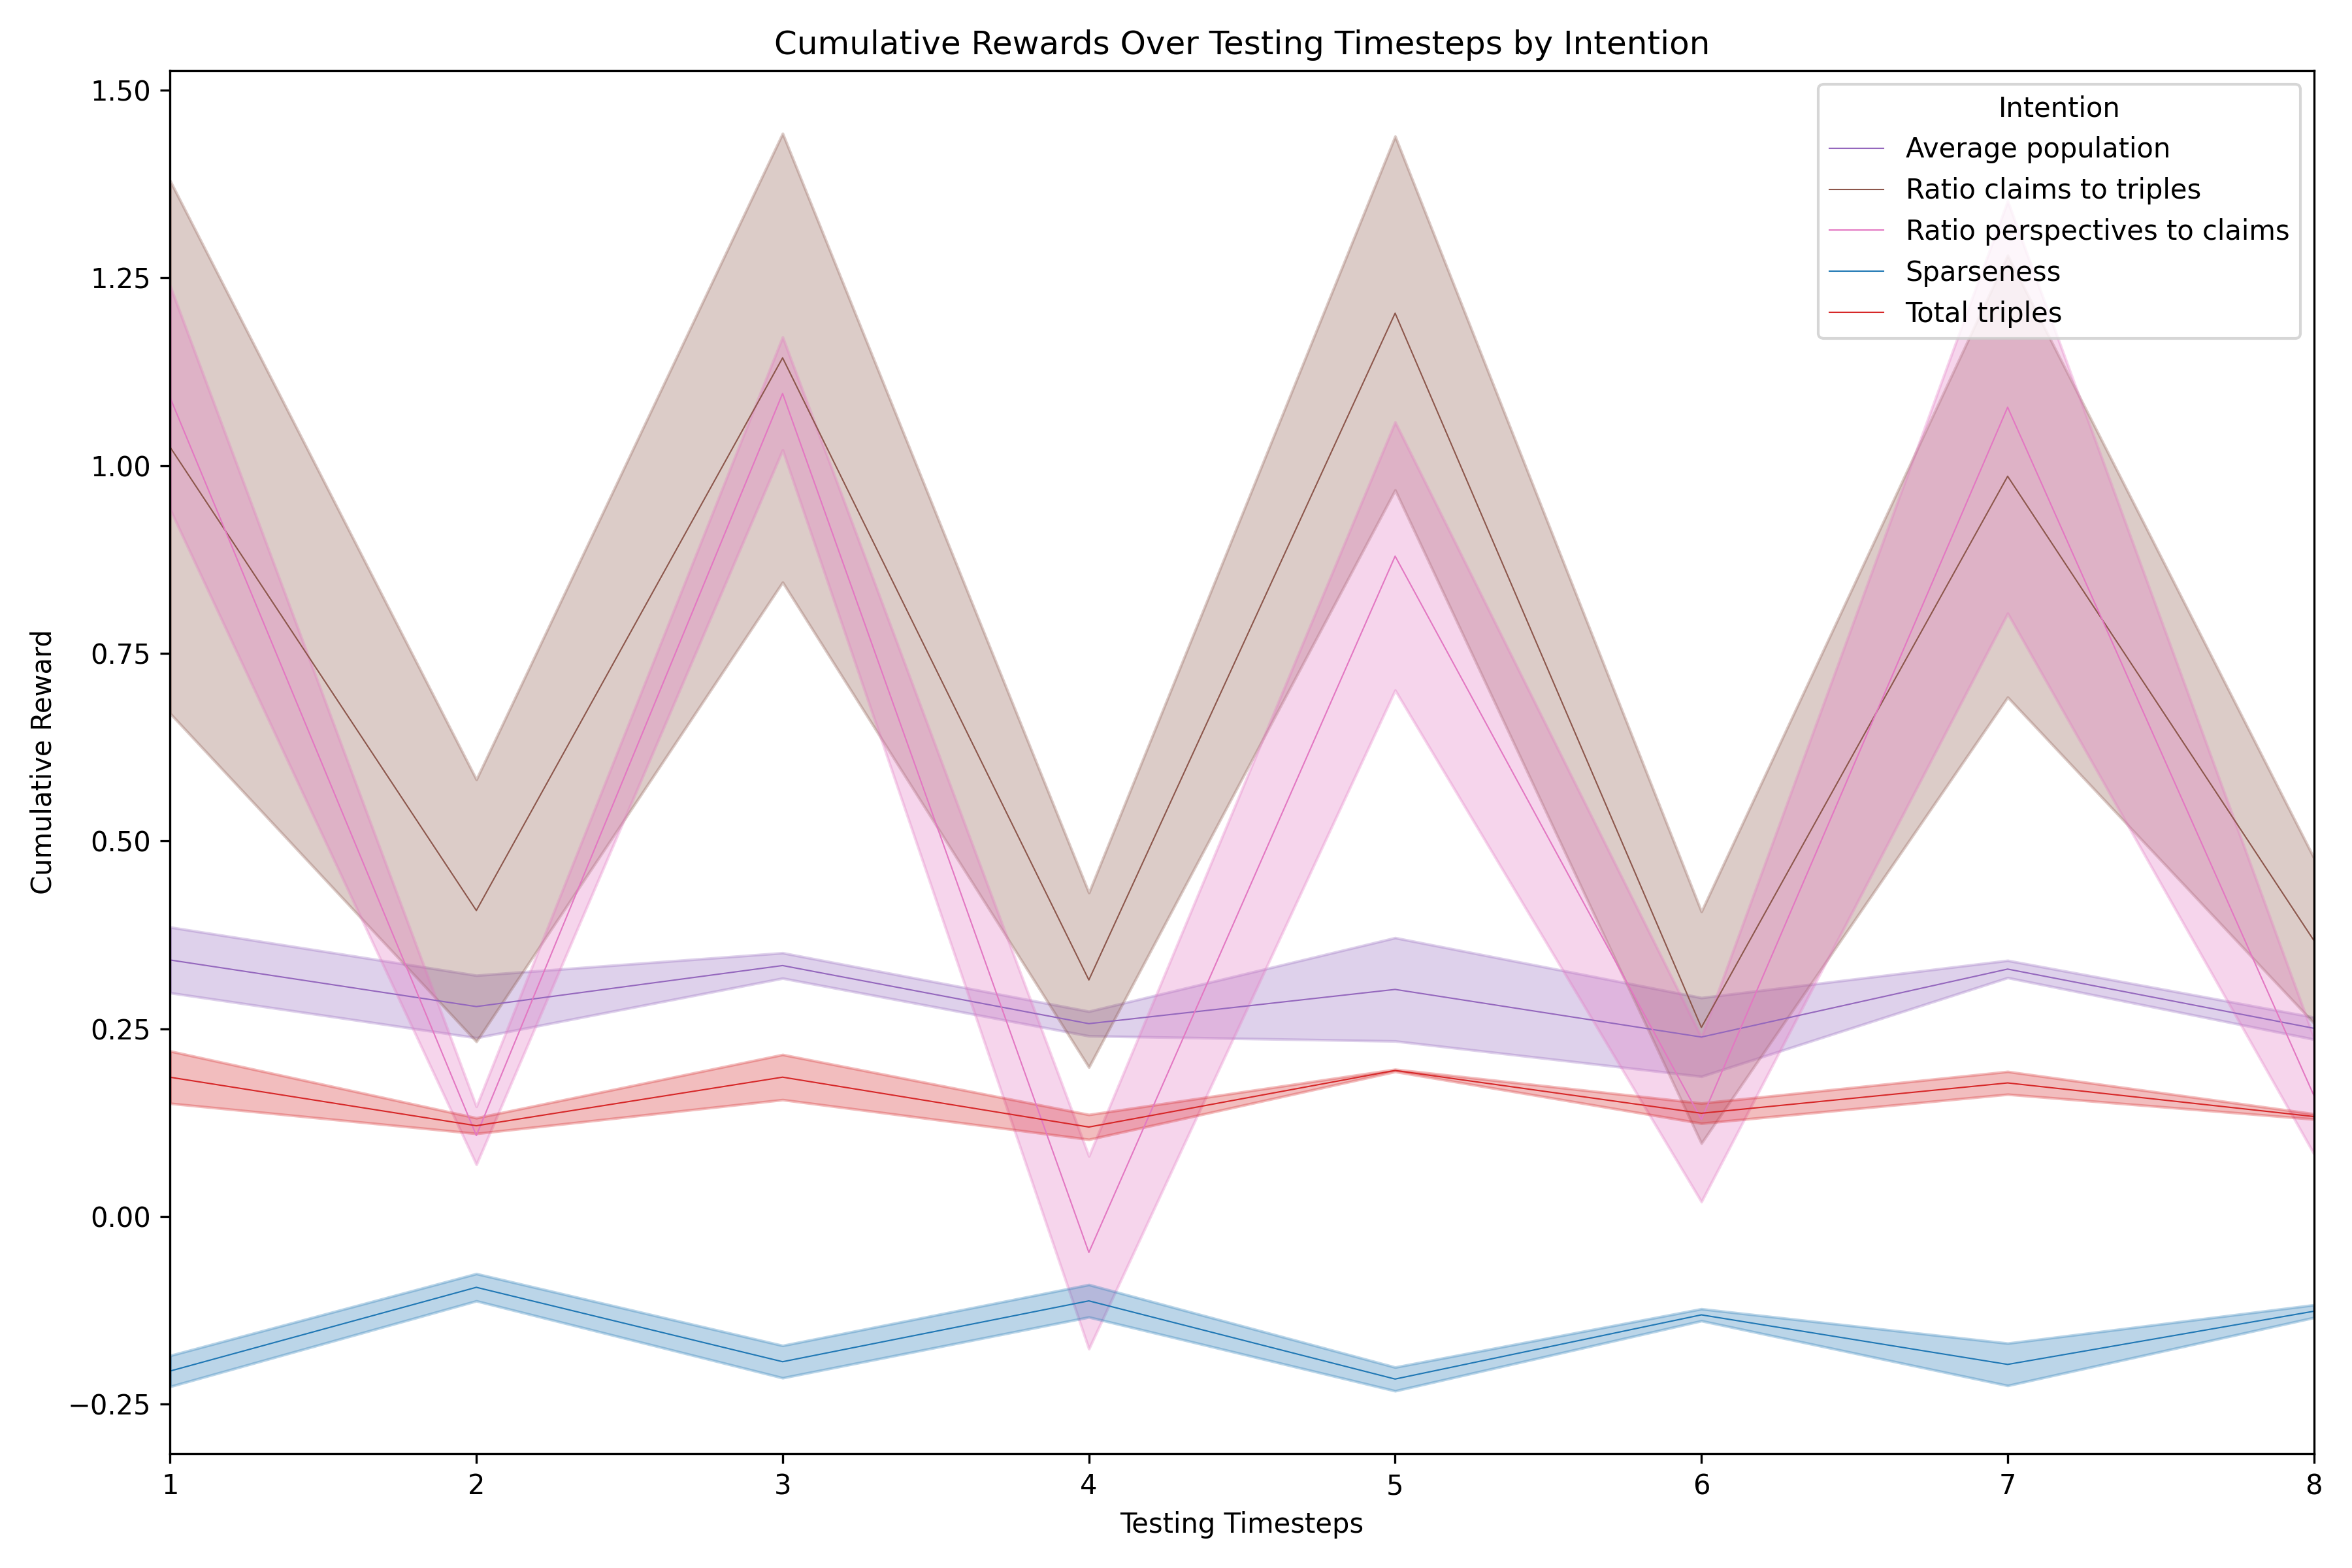 Cumulative Rewards Over Testing Timesteps by Intention
1.50
1.25
1.00
0.75
0.50
0.25
0.00
−0.25
Cumulative Reward
Intention
Average population
Ratio claims to triples
Ratio perspectives to claims
Sparseness
Total triples
1 2 3 4 5 6 7 8
Testing Timesteps